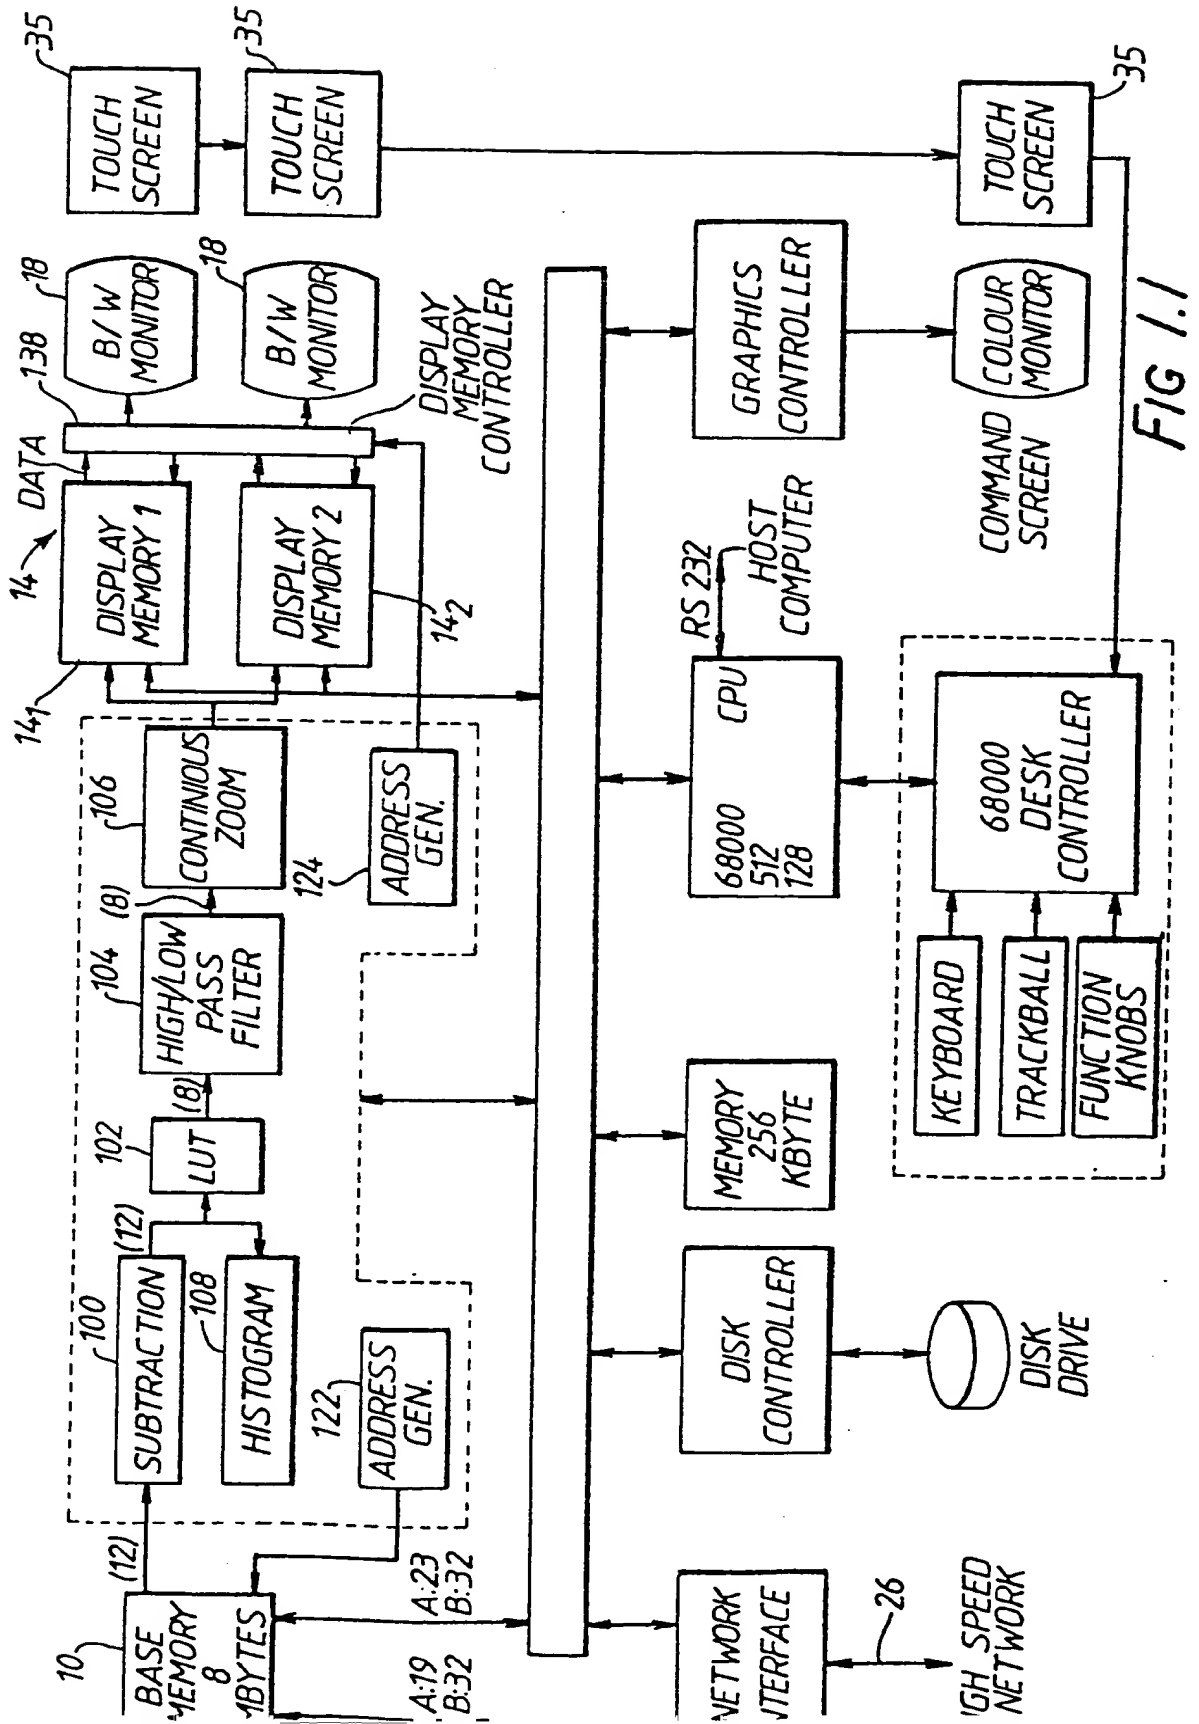 35
TOUCH
SCREEN
35
TOUCH
SCREEN
TOUCH
SCREEN
35
18
B/W
MONITOR
18
B/W
MONITOR
138
DISPLAY
MEMORY
CONTROLLER
14
DATA
DISPLAY
MEMORY 1
14₁
DISPLAY
MEMORY 2
14₂
106
CONTINIOUS
ZOOM
(8)
124
ADDRESS
GEN.
104
HIGH/LOW
PASS
FILTER
(8)
102
LUT
(12)
100
SUBTRACTION
108
HISTOGRAM
122
ADDRESS
GEN.
(12)
10
BASE
MEMORY
8
MBYTES
A:23
B:32
A:19
B:32
GRAPHICS
CONTROLLER
COLOUR
MONITOR
COMMAND
SCREEN
RS 232
HOST
COMPUTER
68000 CPU
512
128
68000
DESK
CONTROLLER
KEYBOARD
TRACKBALL
FUNCTION
KNOBS
MEMORY
256
KBYTE
DISK
CONTROLLER
DISK
DRIVE
NETWORK
NTERFACE
26
IGH SPEED
NETWORK
FIG 1.1